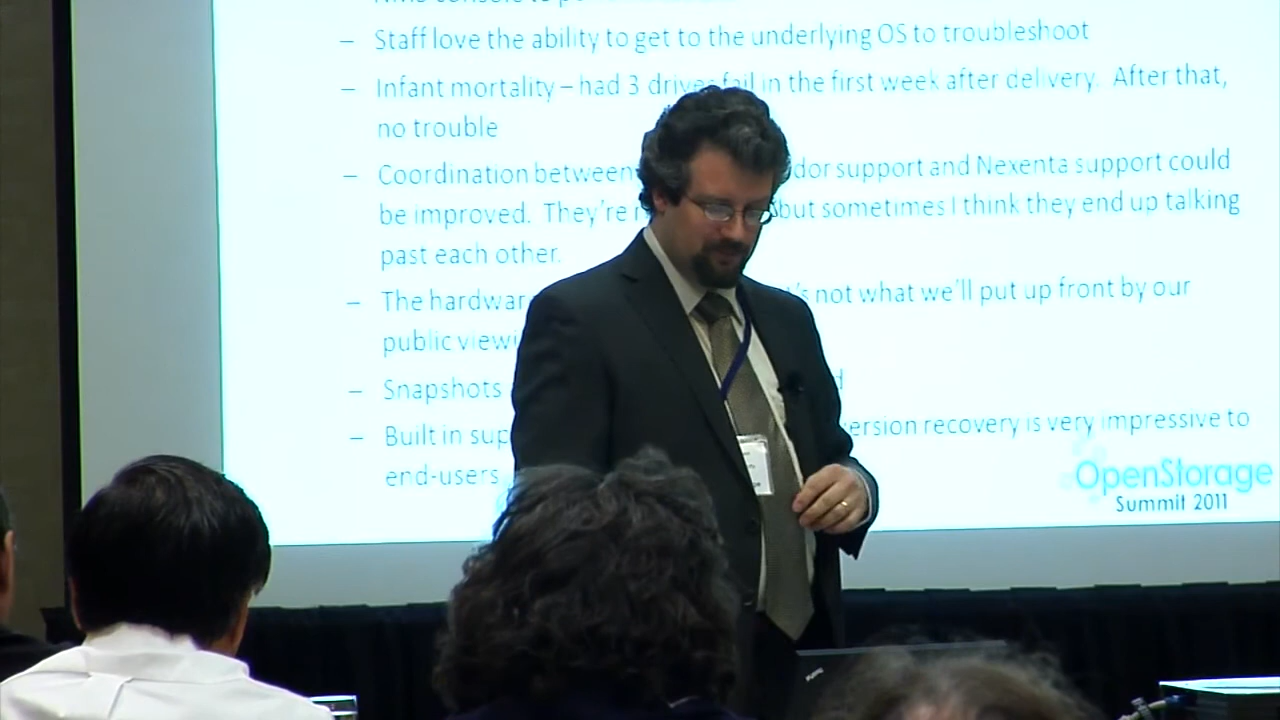 – Staff love the ability to get to the underlying OS to troubleshoot
– Infant mortality – had 3 drives fail in the first week after delivery. After that,
no trouble
– Coordination between dor support and Nexenta support could
be improved. They're but sometimes I think they end up talking
past each other.
– The hardwar 's not what we'll put up front by our
public viewi
– Snapshots
– Built in sup version recovery is very impressive to
end-users
OpenStorage
Summit 2011